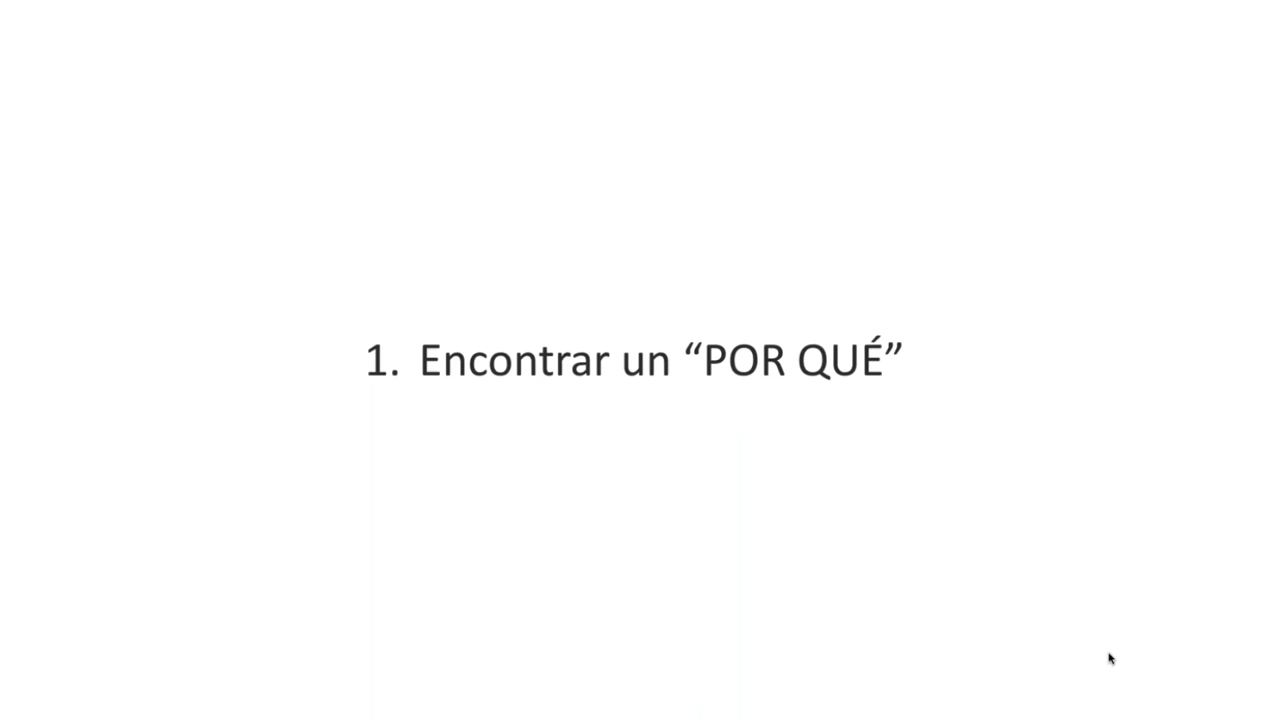 1. Encontrar un “POR QUÉ”